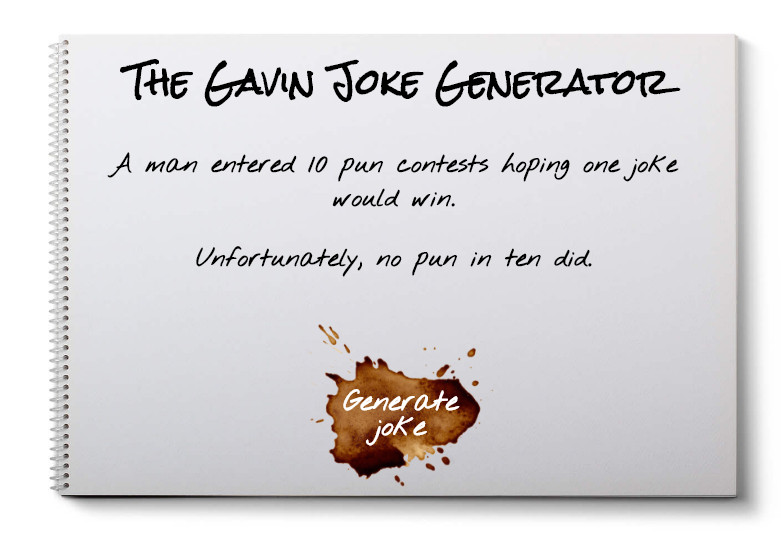 The Gavin Joke Generator
A man entered 10 pun contests hoping one joke
would win.
Unfortunately, no pun in ten did.
Generate
joke